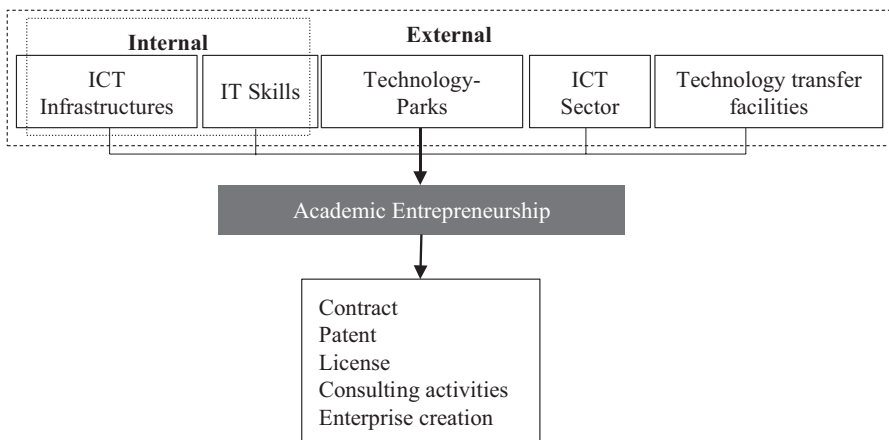 Internal
External
ICT
Infrastructures
IT Skills
Technology-
Parks
ICT
Sector
Technology transfer
facilities
Academic Entrepreneurship
Contract
Patent
License
Consulting activities
Enterprise creation